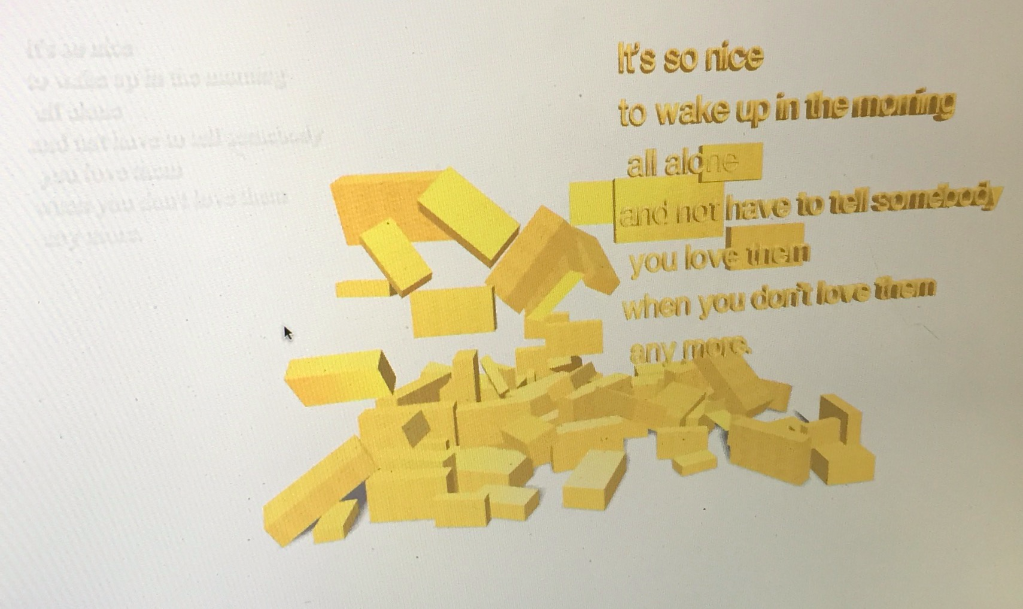 It's so nice
to wake up in the morning
all alone
and not have to tell somebody
you love them
when you don't love them
any more.
It's so nice
to wake up in the morning
all alone
and not have to tell somebody
you love them
when you don't love them
any more.